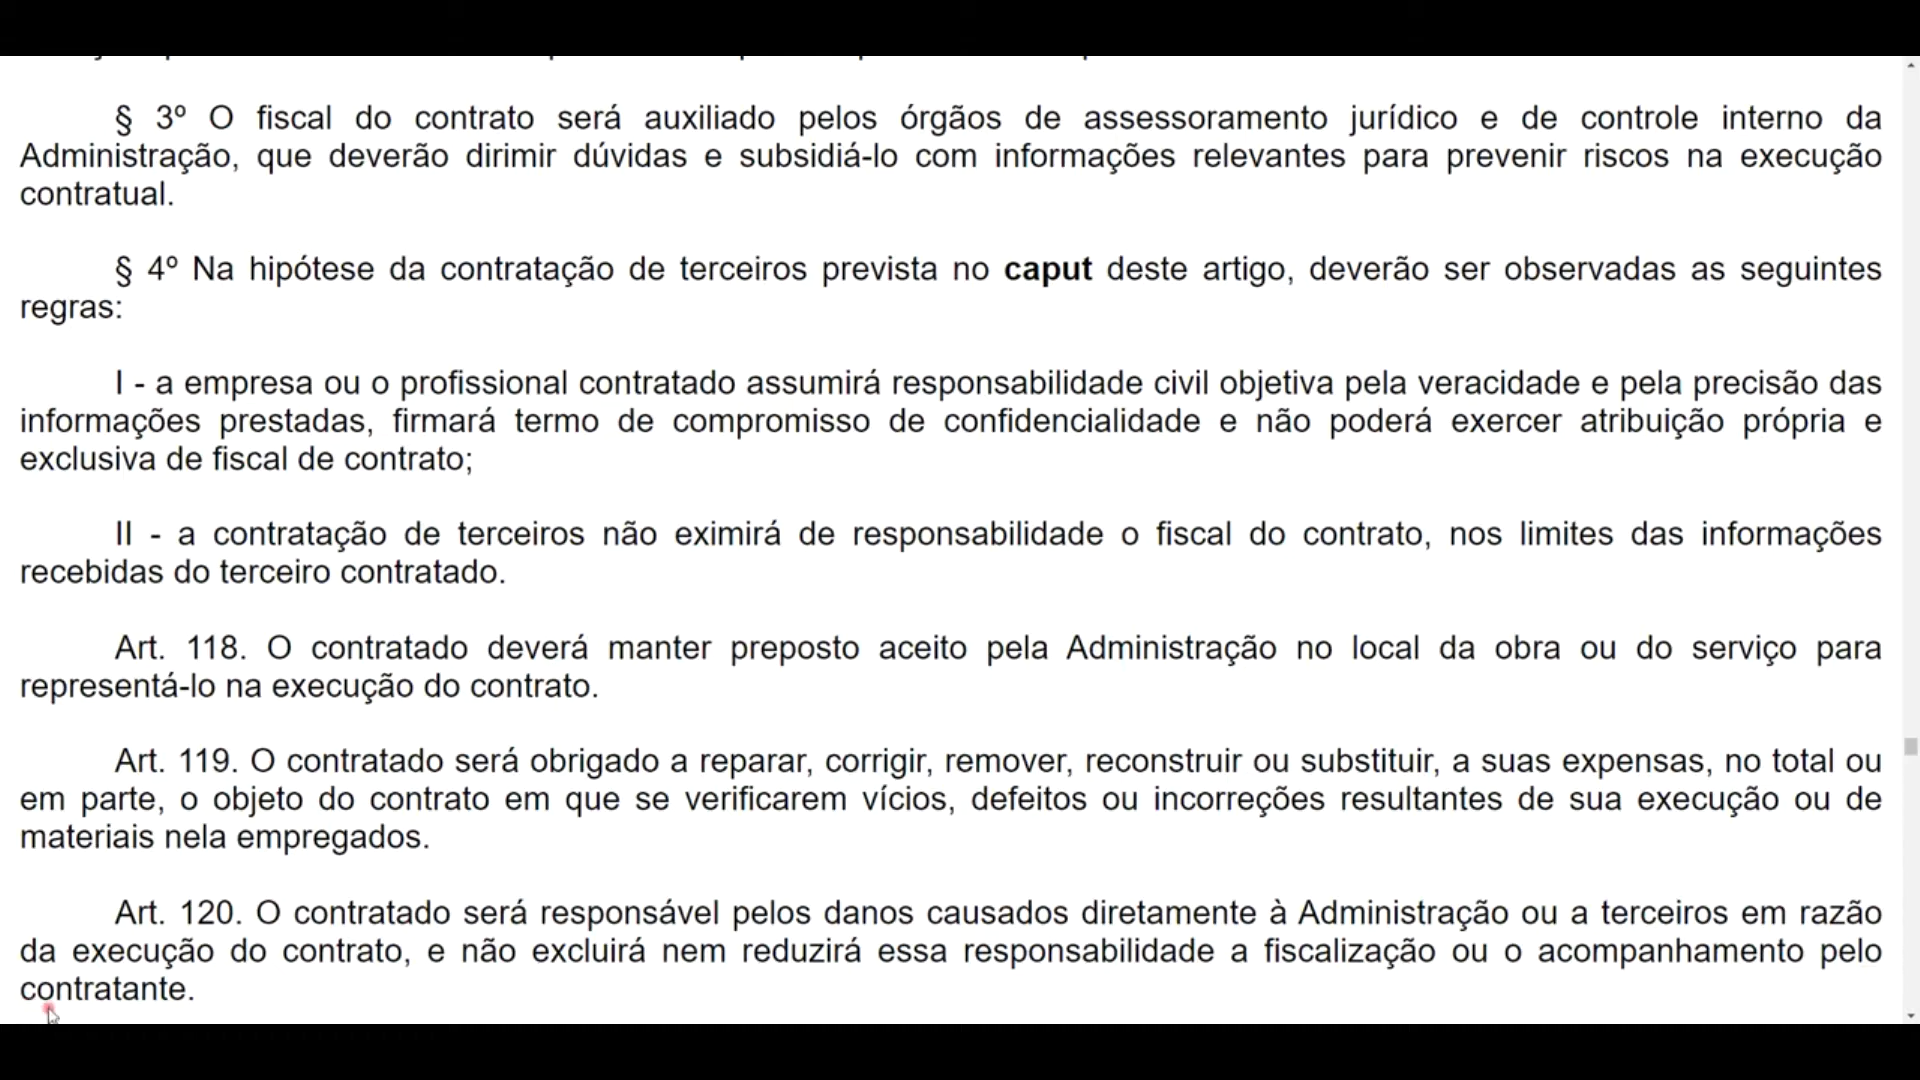 § 3º O fiscal do contrato será auxiliado pelos órgãos de assessoramento jurídico e de controle interno da
Administração, que deverão dirimir dúvidas e subsidiá-lo com informações relevantes para prevenir riscos na execução
contratual.
§ 4º Na hipótese da contratação de terceiros prevista no caput deste artigo, deverão ser observadas as seguintes
regras:
I - a empresa ou o profissional contratado assumirá responsabilidade civil objetiva pela veracidade e pela precisão das
informações prestadas, firmará termo de compromisso de confidencialidade e não poderá exercer atribuição própria e
exclusiva de fiscal de contrato;
II - a contratação de terceiros não eximirá de responsabilidade o fiscal do contrato, nos limites das informações
recebidas do terceiro contratado.
Art. 118. O contratado deverá manter preposto aceito pela Administração no local da obra ou do serviço para
representá-lo na execução do contrato.
Art. 119. O contratado será obrigado a reparar, corrigir, remover, reconstruir ou substituir, a suas expensas, no total ou
em parte, o objeto do contrato em que se verificarem vícios, defeitos ou incorreções resultantes de sua execução ou de
materiais nela empregados.
Art. 120. O contratado será responsável pelos danos causados diretamente à Administração ou a terceiros em razão
da execução do contrato, e não excluirá nem reduzirá essa responsabilidade a fiscalização ou o acompanhamento pelo
contratante.